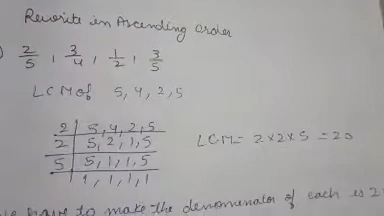 Rewrite in Ascending order
) 2/5 , 3/4 , 1/2 , 3/5
LCM of 5, 4, 2, 5
2 | 5, 4, 2, 5
2 | 5, 2, 1, 5
5 | 5, 1, 1, 5
1, 1, 1, 1
LCM = 2×2×5 = 20
have to make the denominator of each is 2